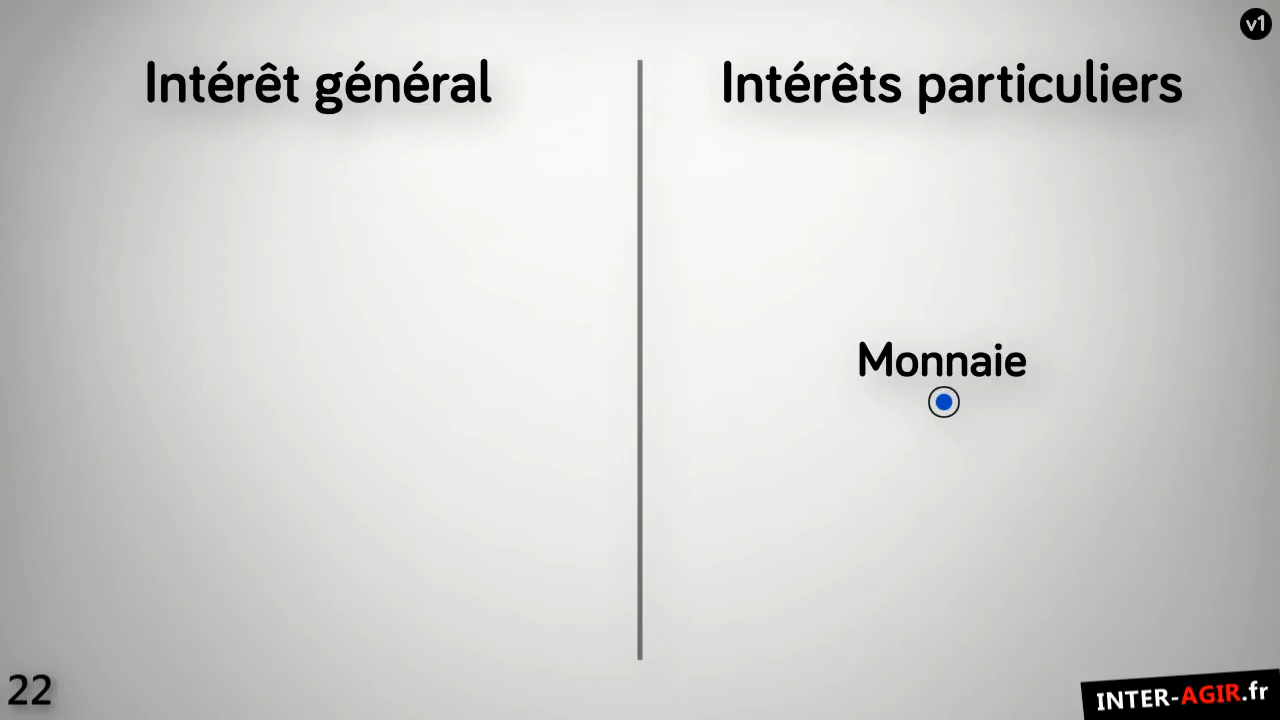 v1
Intérêt général
Intérêts particuliers
Monnaie
22
INTER-AGIR.fr